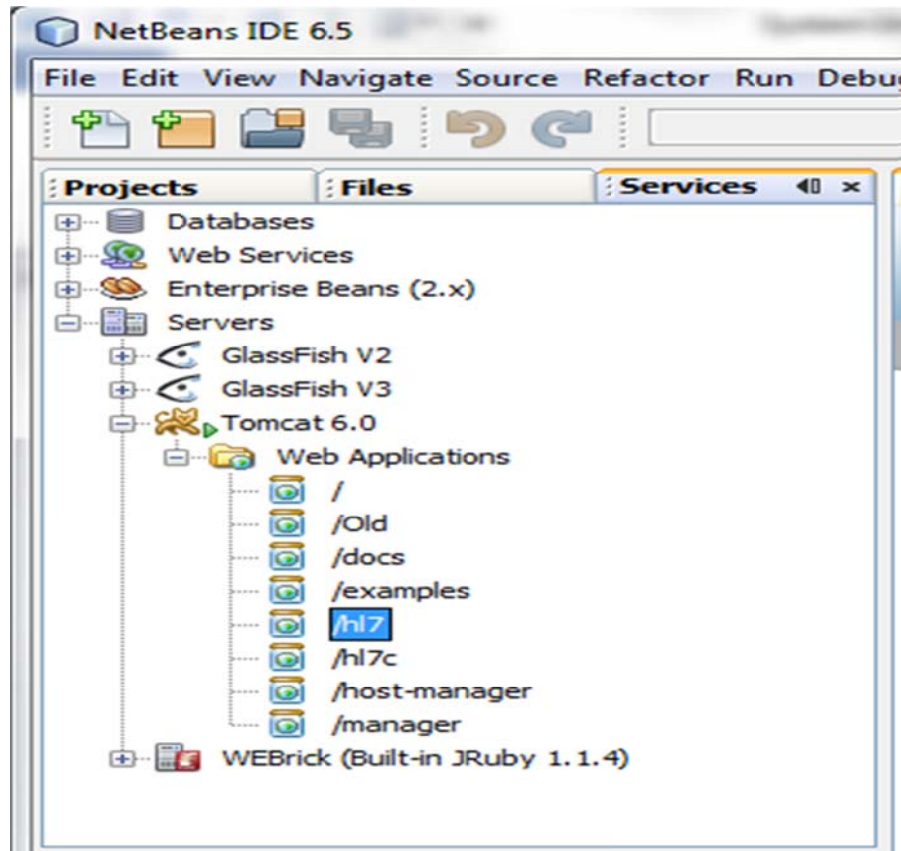 NetBeans IDE 6.5
File Edit View Navigate Source Refactor Run Debug
Projects Files Services
Databases
Web Services
Enterprise Beans (2.x)
Servers
GlassFish V2
GlassFish V3
Tomcat 6.0
Web Applications
/
/Old
/docs
/examples
/hl7
/hl7c
/host-manager
/manager
WEBrick (Built-in JRuby 1.1.4)